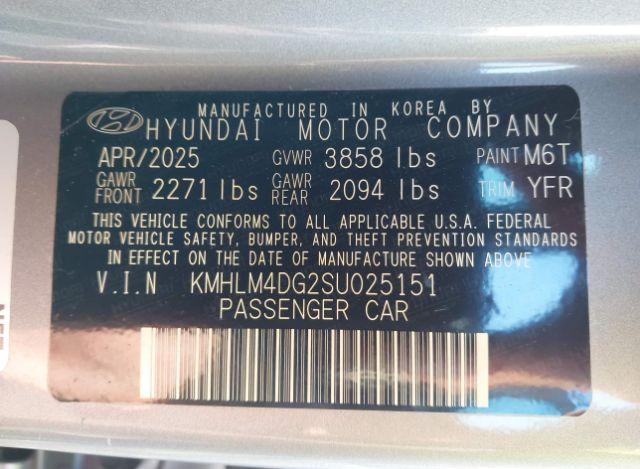 MANUFACTURED IN KOREA BY
HYUNDAI MOTOR COMPANY
APR/2025 GVWR 3858 lbs PAINT M6T
GAWR FRONT 2271 lbs GAWR REAR 2094 lbs TRIM YFR
THIS VEHICLE CONFORMS TO ALL APPLICABLE U.S.A. FEDERAL
MOTOR VEHICLE SAFETY, BUMPER, AND THEFT PREVENTION STANDARDS
IN EFFECT ON THE DATE OF MANUFACTURE SHOWN ABOVE
V.I.N KMHLM4DG2SU025151
PASSENGER CAR